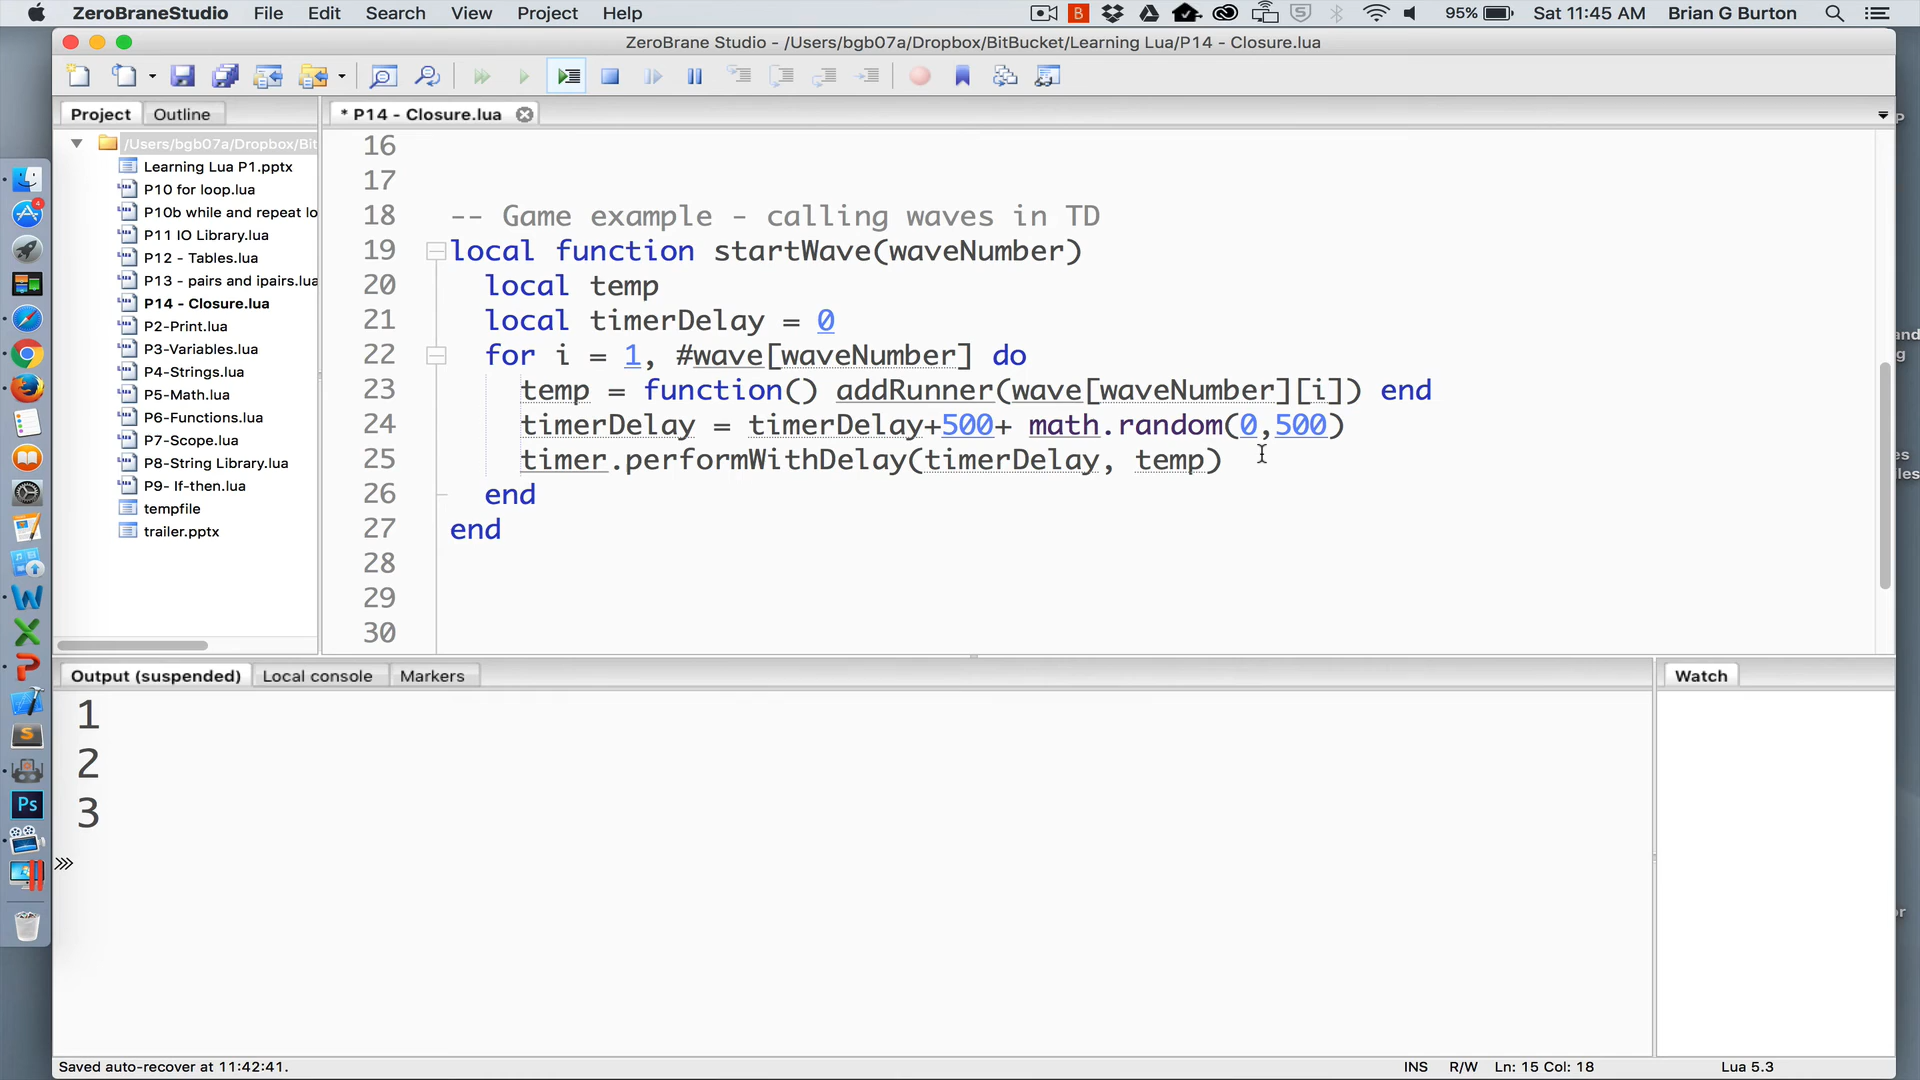 ZeroBraneStudio File Edit Search View Project Help
B 95% Sat 11:45 AM Brian G Burton
ZeroBrane Studio - /Users/bgb07a/Dropbox/BitBucket/Learning Lua/P14 - Closure.lua
Project Outline
* P14 - Closure.lua
/Users/bgb07a/Dropbox/Bit
Learning Lua P1.pptx
P10 for loop.lua
P10b while and repeat lo
P11 IO Library.lua
P12 - Tables.lua
P13 - pairs and ipairs.lua
P14 - Closure.lua
P2-Print.lua
P3-Variables.lua
P4-Strings.lua
P5-Math.lua
P6-Functions.lua
P7-Scope.lua
P8-String Library.lua
P9- If-then.lua
tempfile
trailer.pptx
16
17
18 -- Game example - calling waves in TD
19 local function startWave(waveNumber)
20 local temp
21 local timerDelay = 0
22 for i = 1, #wave[waveNumber] do
23 temp = function() addRunner(wave[waveNumber][i]) end
24 timerDelay = timerDelay+500+ math.random(0,500)
25 timer.performWithDelay(timerDelay, temp)
26 end
27 end
28
29
30
Output (suspended) Local console Markers
Watch
1
2
3
Ps
Saved auto-recover at 11:42:41.
INS R/W Ln: 15 Col: 18 Lua 5.3